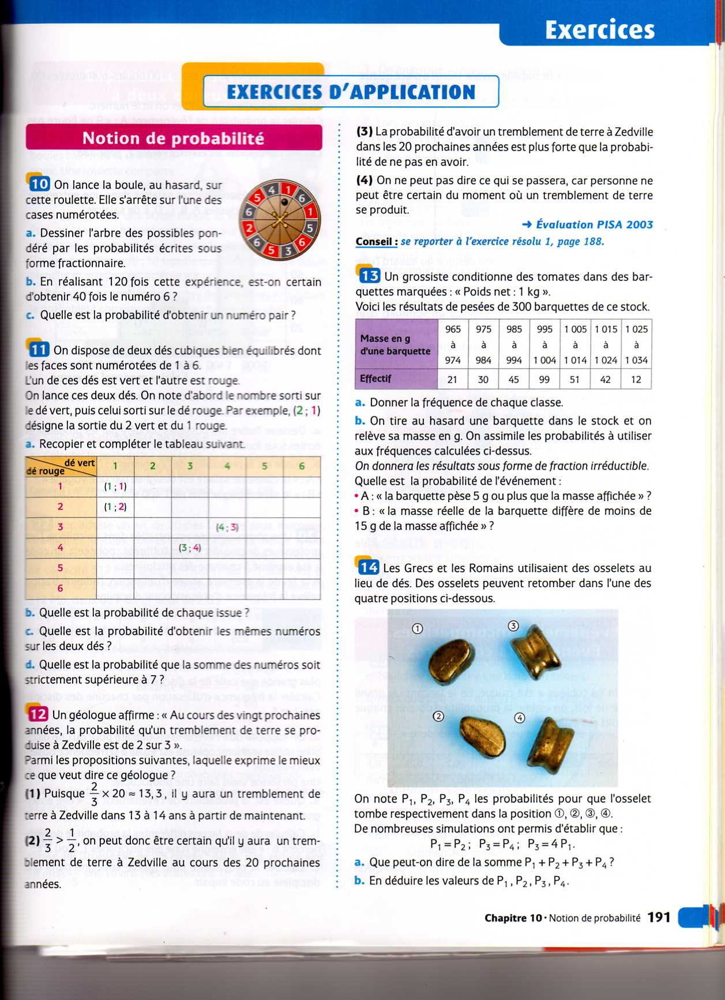 Exercices
EXERCICES D'APPLICATION
Notion de probabilité
10 On lance la boule, au hasard, sur
cette roulette. Elle s'arrête sur l'une des
cases numérotées.
a. Dessiner l'arbre des possibles pon-
déré par les probabilités écrites sous
forme fractionnaire.
4 1 6 1 5 6 3 5 6 2 6 5
b. En réalisant 120 fois cette expérience, est-on certain
d'obtenir 40 fois le numéro 6 ?
c. Quelle est la probabilité d'obtenir un numéro pair ?
11 On dispose de deux dés cubiques bien équilibrés dont
les faces sont numérotées de 1 à 6.
L'un de ces dés est vert et l'autre est rouge.
On lance ces deux dés. On note d'abord le nombre sorti sur
le dé vert, puis celui sorti sur le dé rouge. Par exemple, (2 ; 1)
désigne la sortie du 2 vert et du 1 rouge.
a. Recopier et compléter le tableau suivant.
dé vert 1 2 3 4 5 6
dé rouge
1 (1 ; 1)
2 (1 ; 2)
3 (4 ; 3)
4 (3 ; 4)
5
6
b. Quelle est la probabilité de chaque issue ?
c. Quelle est la probabilité d'obtenir les mêmes numéros
sur les deux dés ?
d. Quelle est la probabilité que la somme des numéros soit
strictement supérieure à 7 ?
12 Un géologue affirme : « Au cours des vingt prochaines
années, la probabilité qu'un tremblement de terre se pro-
duise à Zedville est de 2 sur 3 ».
Parmi les propositions suivantes, laquelle exprime le mieux
ce que veut dire ce géologue ?
(1) Puisque 2/3 × 20 ≈ 13,3, il y aura un tremblement de
terre à Zedville dans 13 à 14 ans à partir de maintenant.
(2) 2/3 > 1/2, on peut donc être certain qu'il y aura un trem-
blement de terre à Zedville au cours des 20 prochaines
années.
(3) La probabilité d'avoir un tremblement de terre à Zedville
dans les 20 prochaines années est plus forte que la probabi-
lité de ne pas en avoir.
(4) On ne peut pas dire ce qui se passera, car personne ne
peut être certain du moment où un tremblement de terre
se produit.
➜ Évaluation PISA 2003
Conseil : se reporter à l'exercice résolu 1, page 188.
13 Un grossiste conditionne des tomates dans des bar-
quettes marquées : « Poids net : 1 kg ».
Voici les résultats de pesées de 300 barquettes de ce stock.
Masse en g d'une barquette 965 à 974 975 à 984 985 à 994 995 à 1 004 1 005 à 1 014 1 015 à 1 024 1 025 à 1 034
Effectif 21 30 45 99 51 42 12
a. Donner la fréquence de chaque classe.
b. On tire au hasard une barquette dans le stock et on
relève sa masse en g. On assimile les probabilités à utiliser
aux fréquences calculées ci-dessus.
On donnera les résultats sous forme de fraction irréductible.
Quelle est la probabilité de l'événement :
• A : « la barquette pèse 5 g ou plus que la masse affichée » ?
• B : « la masse réelle de la barquette diffère de moins de
15 g de la masse affichée » ?
14 Les Grecs et les Romains utilisaient des osselets au
lieu de dés. Des osselets peuvent retomber dans l'une des
quatre positions ci-dessous.
① ③
② ④
On note P₁, P₂, P₃, P₄ les probabilités pour que l'osselet
tombe respectivement dans la position ①, ②, ③, ④.
De nombreuses simulations ont permis d'établir que :
P₁ = P₂ ; P₃ = P₄ ; P₃ = 4 P₁.
a. Que peut-on dire de la somme P₁ + P₂ + P₃ + P₄ ?
b. En déduire les valeurs de P₁, P₂, P₃, P₄.
Chapitre 10 • Notion de probabilité 191